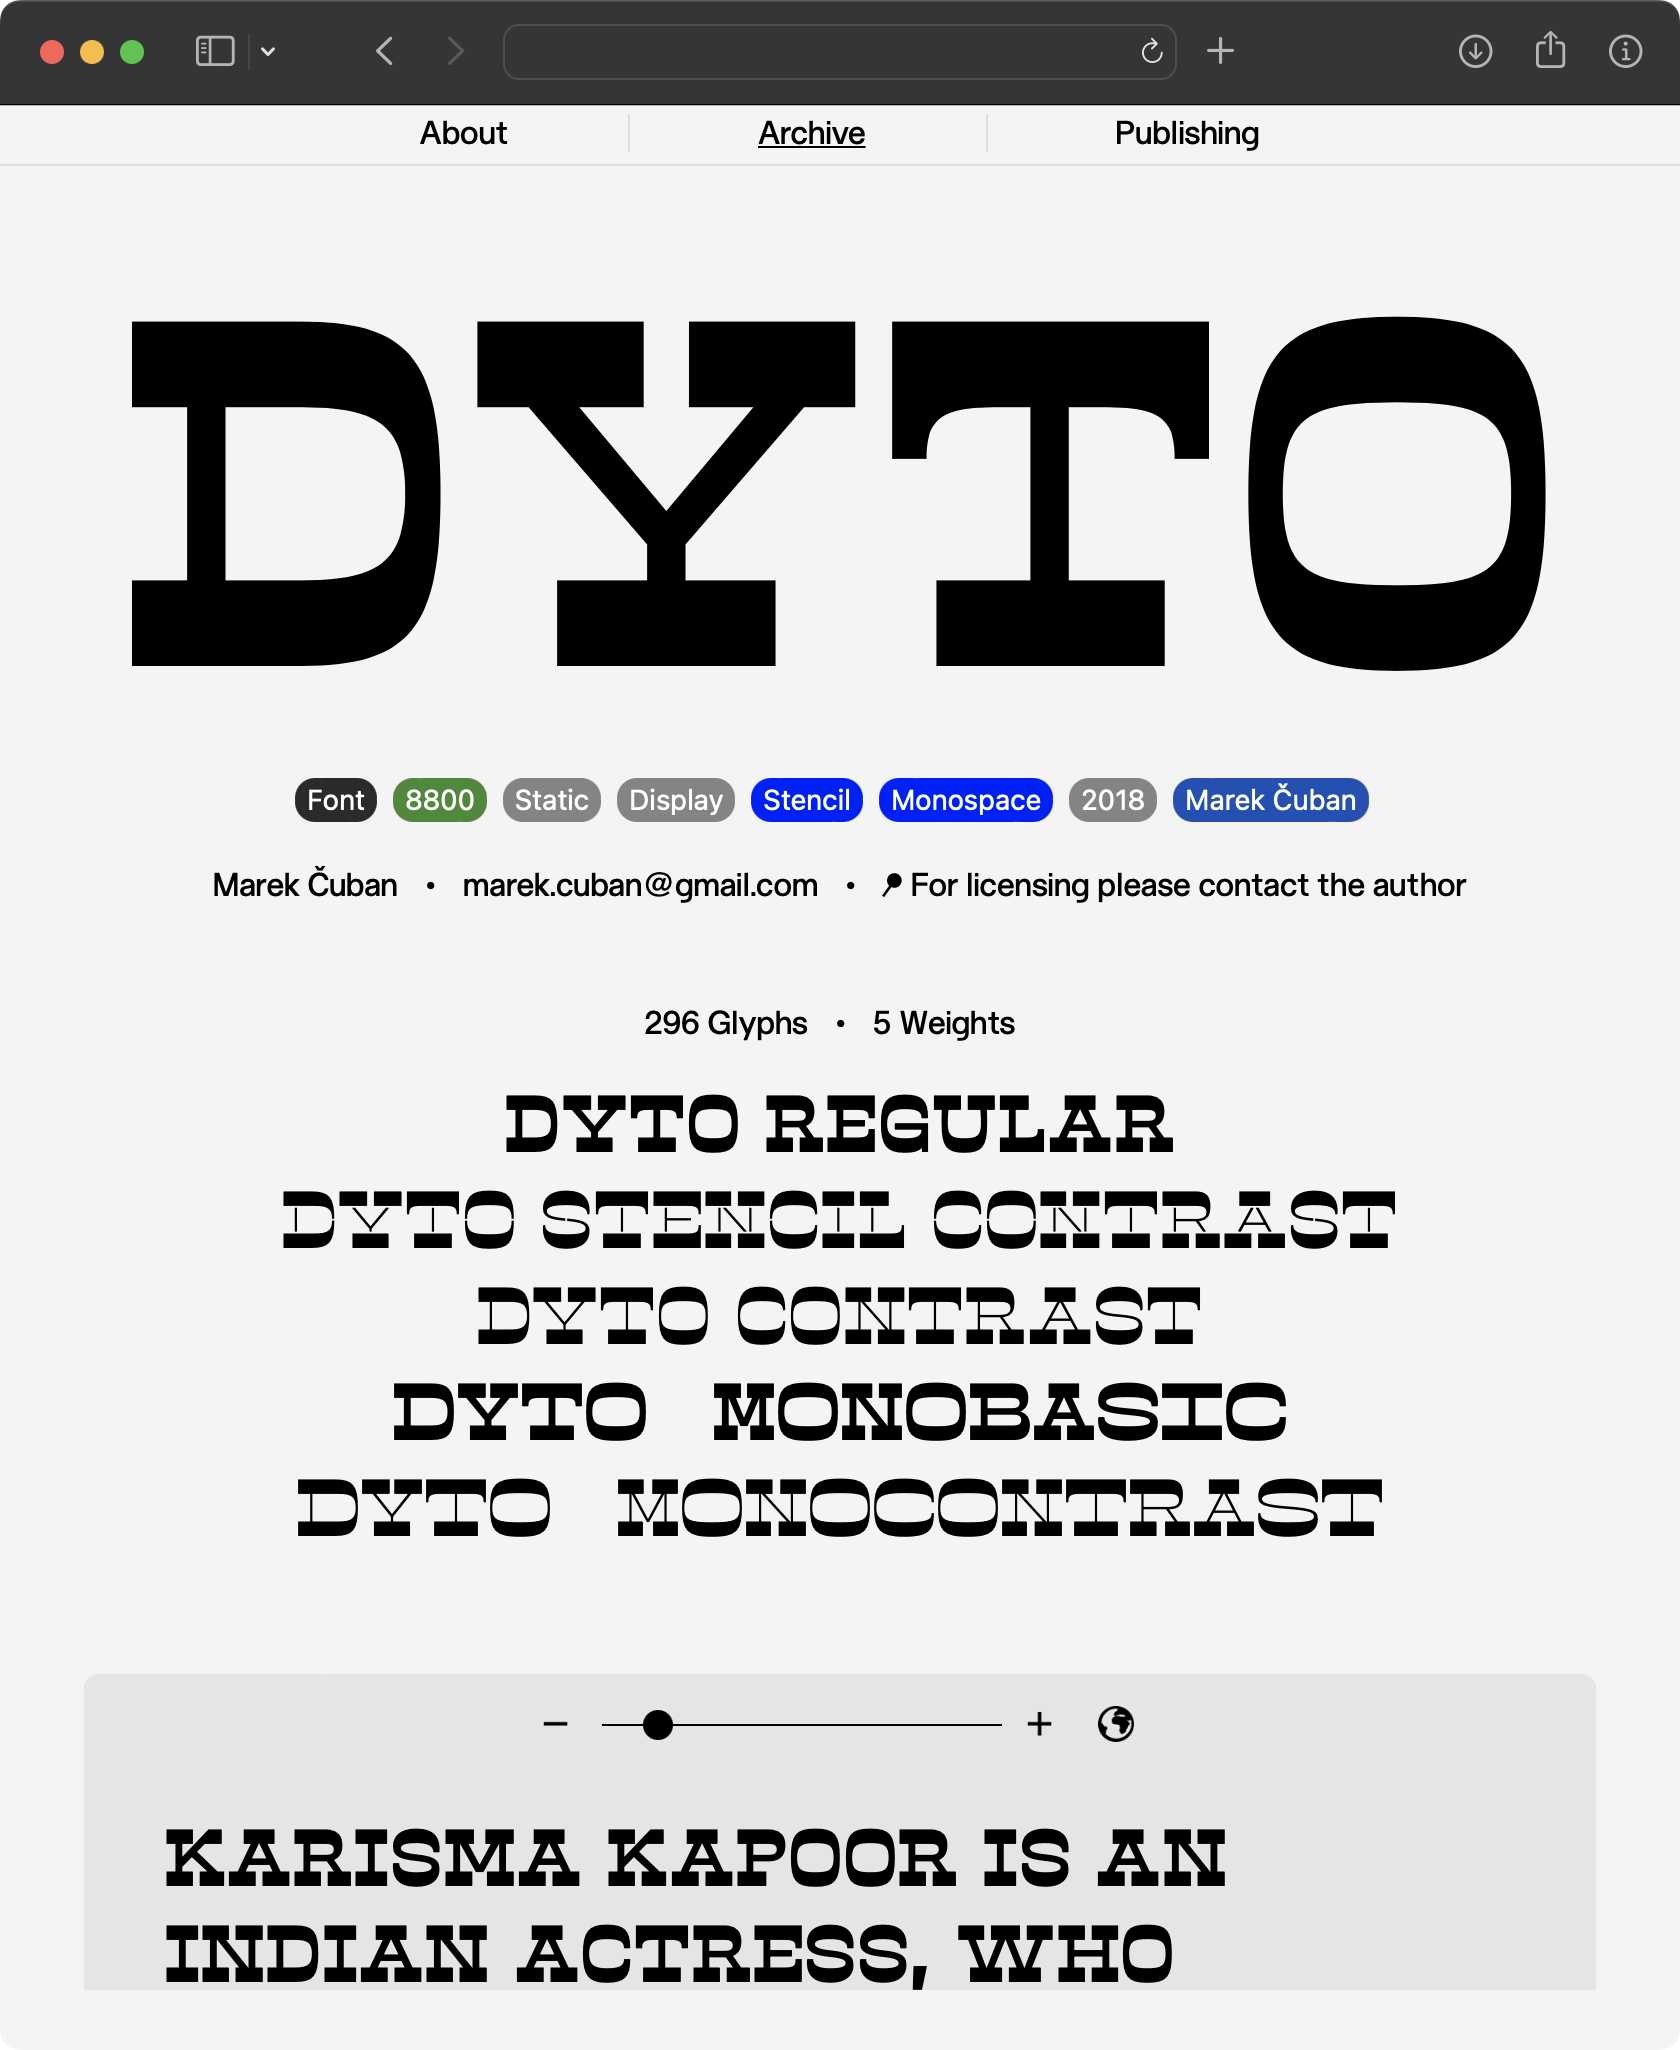 About Archive Publishing
DYTO
Font 8800 Static Display Stencil Monospace 2018 Marek Čuban
Marek Čuban • marek.cuban@gmail.com • For licensing please contact the author
296 Glyphs • 5 Weights
DYTO REGULAR
DYTO STENCIL CONTRAST
DYTO CONTRAST
DYTO MONOBASIC
DYTO MONOCONTRAST
KARISMA KAPOOR IS AN
INDIAN ACTRESS, WHO